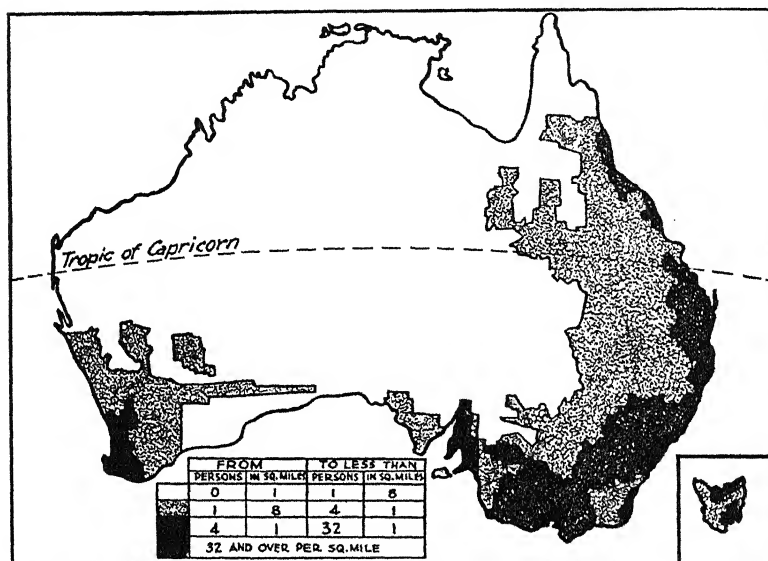 Tropic of Capricorn
FROM TO LESS THAN
PERSONS IN SQ.MILES PERSONS IN SQ.MILES
0 1 1 8
1 8 4 1
4 1 32 1
32 AND OVER PER SQ.MILE